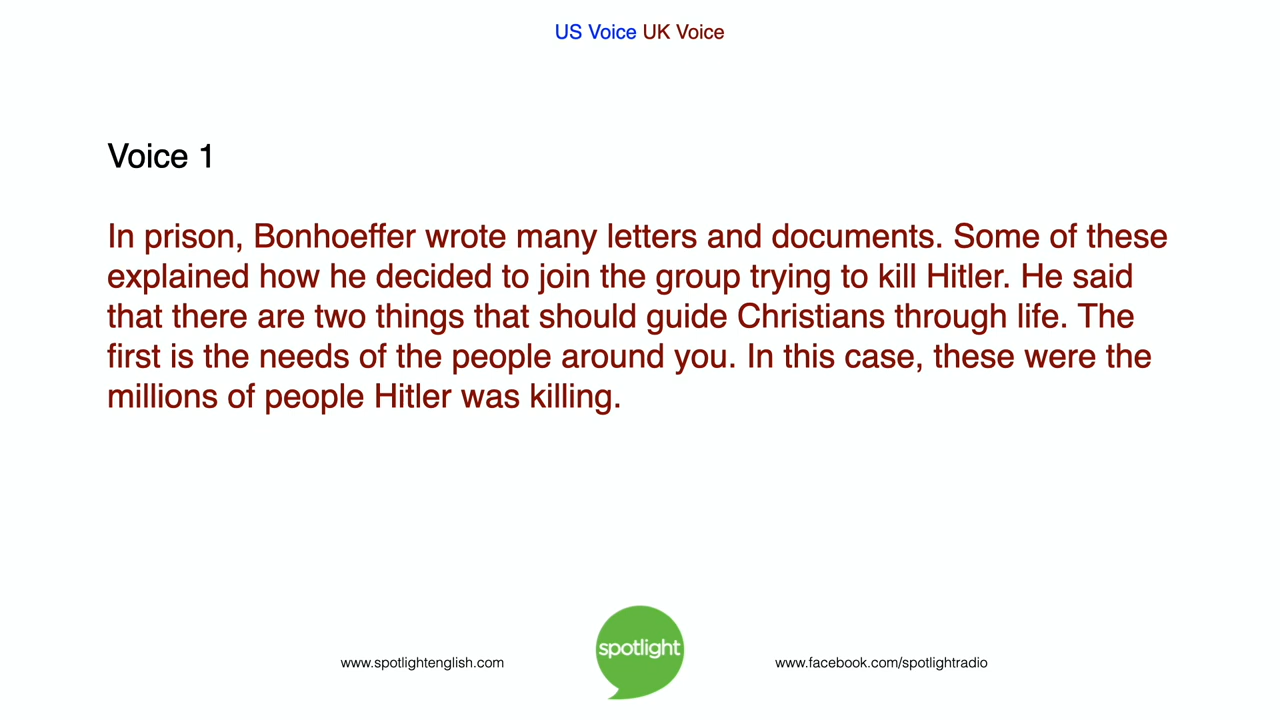 US Voice UK Voice
Voice 1
In prison, Bonhoeffer wrote many letters and documents. Some of these
explained how he decided to join the group trying to kill Hitler. He said
that there are two things that should guide Christians through life. The
first is the needs of the people around you. In this case, these were the
millions of people Hitler was killing.
spotlight
www.spotlightenglish.com
www.facebook.com/spotlightradio